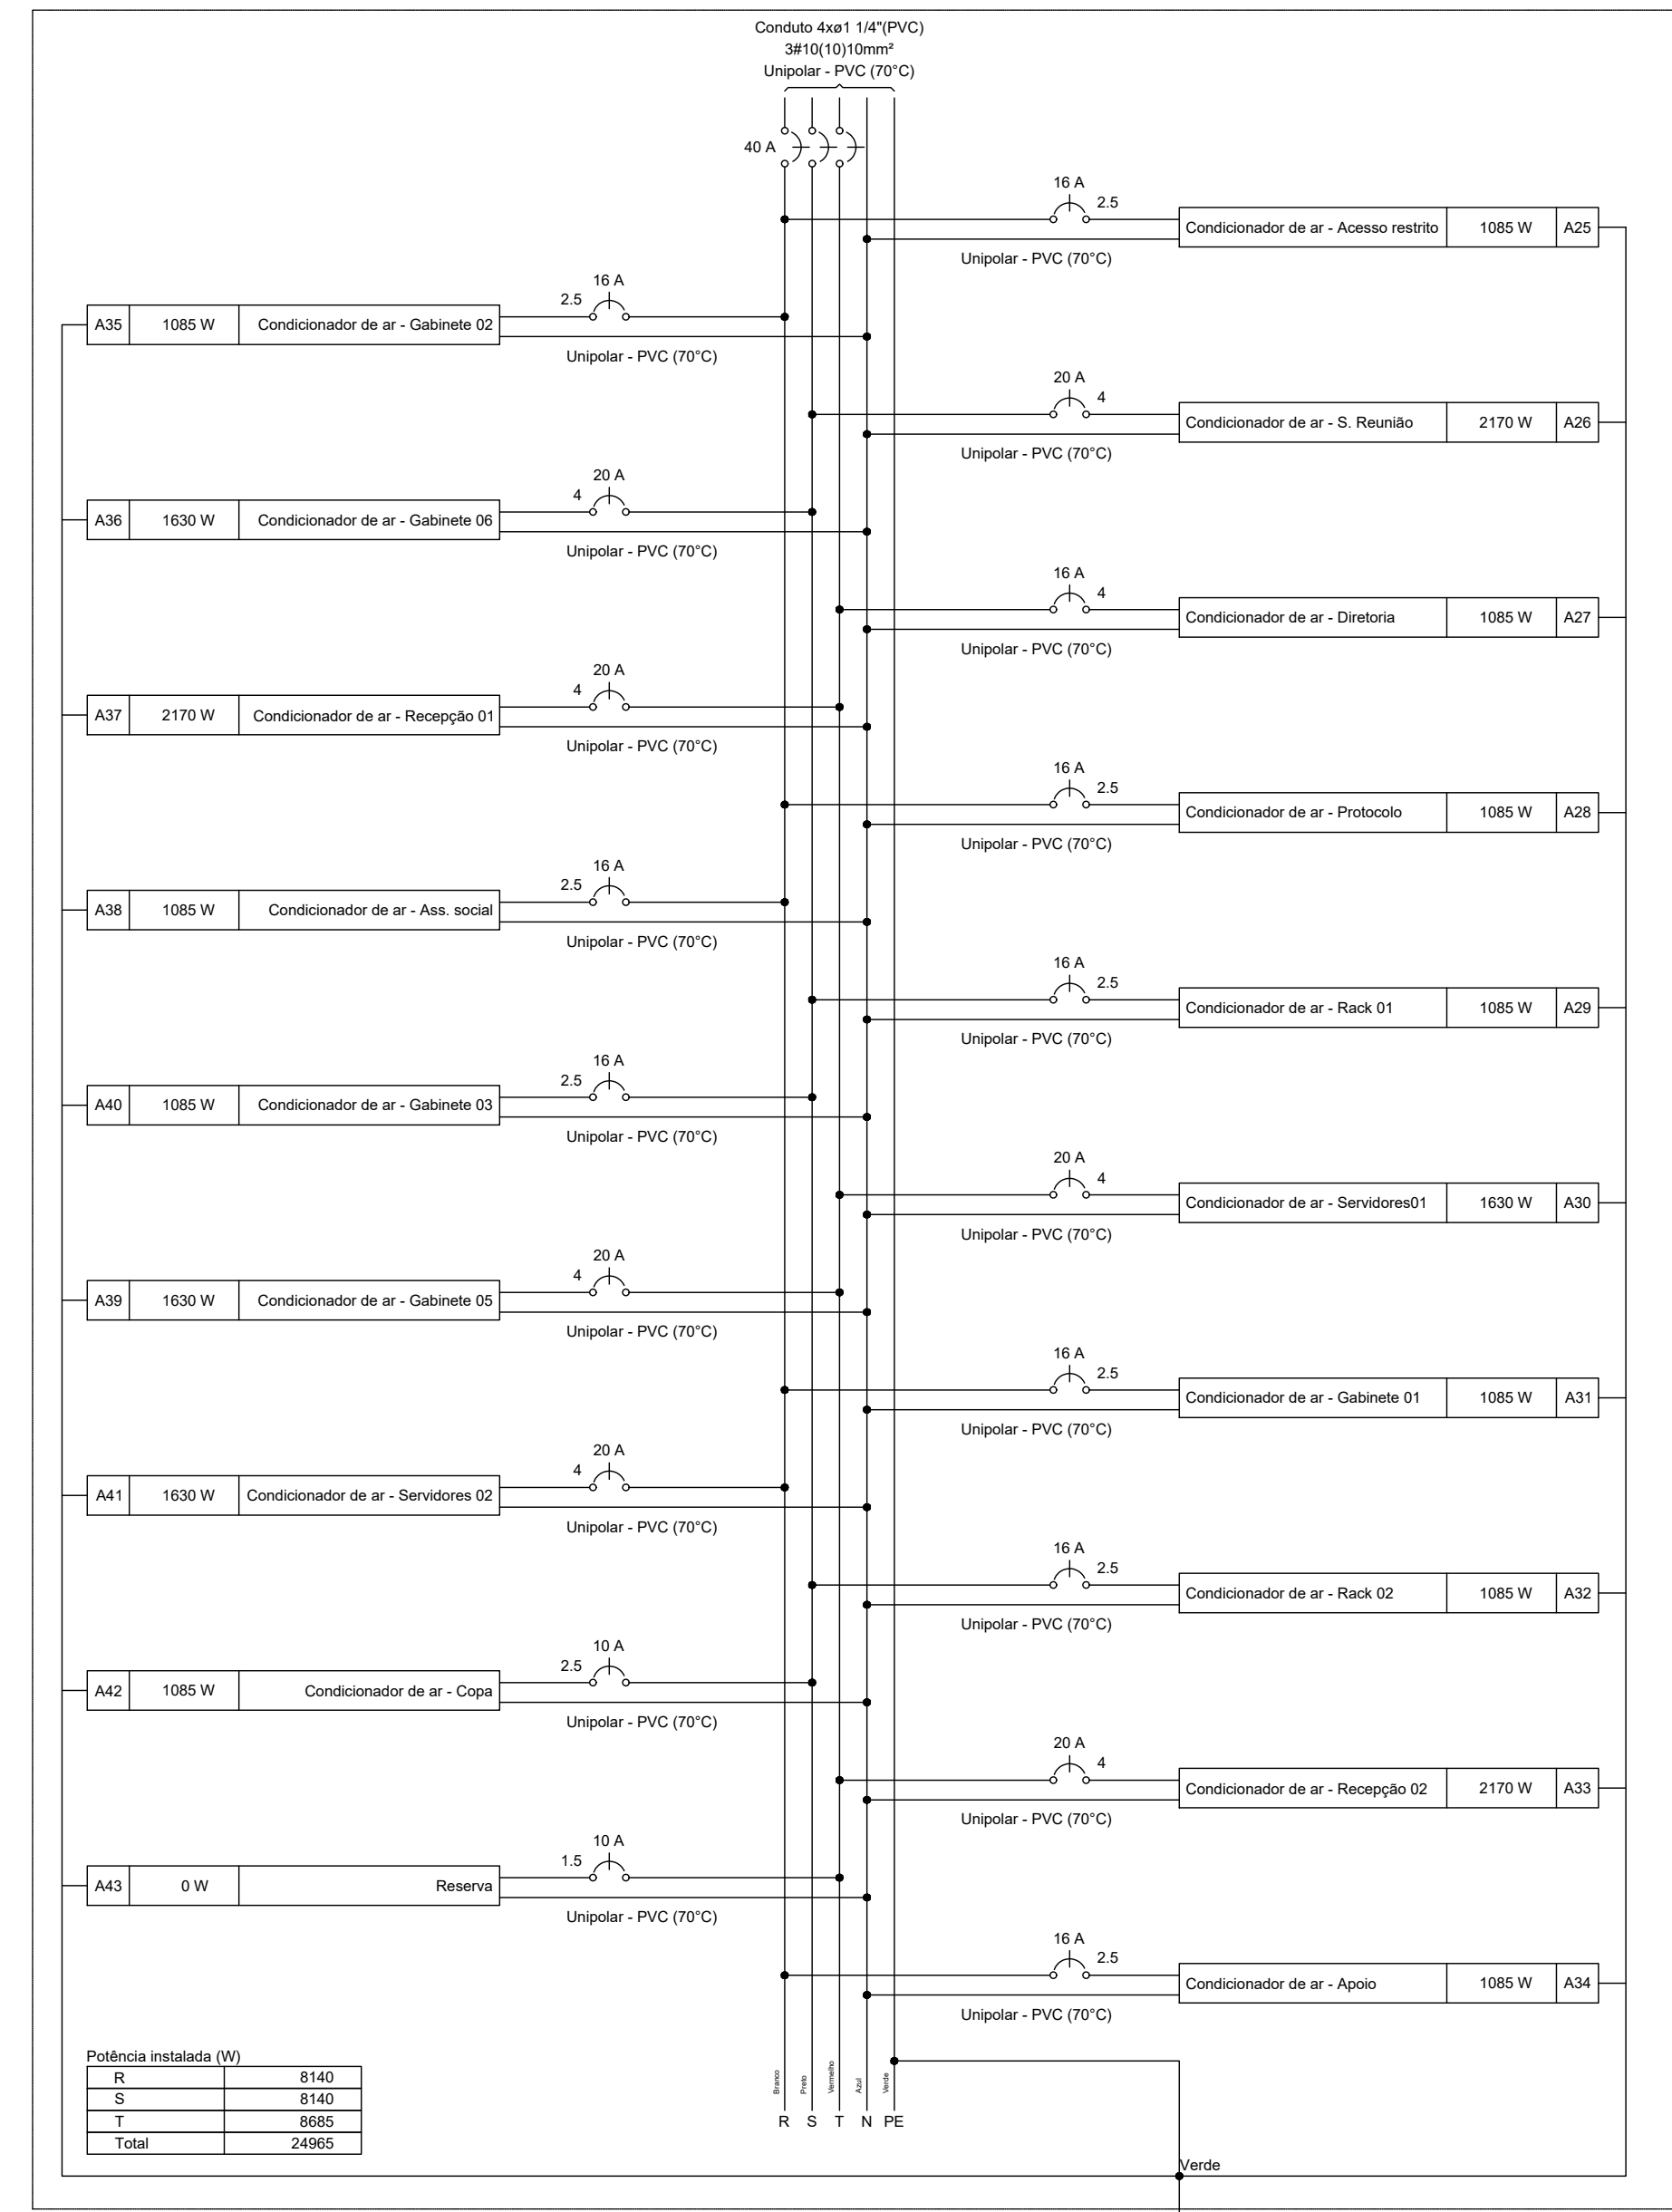 Conduto 4xø1 1/4"(PVC)
3#10(10)10mm²
Unipolar - PVC (70°C)
40 A
16 A
2.5
Condicionador de ar - Acesso restrito 1085 W A25
Unipolar - PVC (70°C)
16 A
2.5
A35 1085 W Condicionador de ar - Gabinete 02
Unipolar - PVC (70°C)
20 A
4
Condicionador de ar - S. Reunião 2170 W A26
Unipolar - PVC (70°C)
20 A
4
A36 1630 W Condicionador de ar - Gabinete 06
Unipolar - PVC (70°C)
16 A
4
Condicionador de ar - Diretoria 1085 W A27
Unipolar - PVC (70°C)
20 A
4
A37 2170 W Condicionador de ar - Recepção 01
Unipolar - PVC (70°C)
16 A
2.5
Condicionador de ar - Protocolo 1085 W A28
Unipolar - PVC (70°C)
16 A
2.5
A38 1085 W Condicionador de ar - Ass. social
Unipolar - PVC (70°C)
16 A
2.5
Condicionador de ar - Rack 01 1085 W A29
Unipolar - PVC (70°C)
16 A
2.5
A40 1085 W Condicionador de ar - Gabinete 03
Unipolar - PVC (70°C)
20 A
4
Condicionador de ar - Servidores01 1630 W A30
Unipolar - PVC (70°C)
20 A
4
A39 1630 W Condicionador de ar - Gabinete 05
Unipolar - PVC (70°C)
16 A
2.5
Condicionador de ar - Gabinete 01 1085 W A31
Unipolar - PVC (70°C)
20 A
4
A41 1630 W Condicionador de ar - Servidores 02
Unipolar - PVC (70°C)
16 A
2.5
Condicionador de ar - Rack 02 1085 W A32
Unipolar - PVC (70°C)
10 A
2.5
A42 1085 W Condicionador de ar - Copa
Unipolar - PVC (70°C)
20 A
4
Condicionador de ar - Recepção 02 2170 W A33
Unipolar - PVC (70°C)
10 A
1.5
A43 0 W Reserva
Unipolar - PVC (70°C)
16 A
2.5
Condicionador de ar - Apoio 1085 W A34
Unipolar - PVC (70°C)
Potência instalada (W)
R 8140
S 8140
T 8685
Total 24965
Branco
Preto
Vermelho
Azul
Verde
R S T N PE
Verde